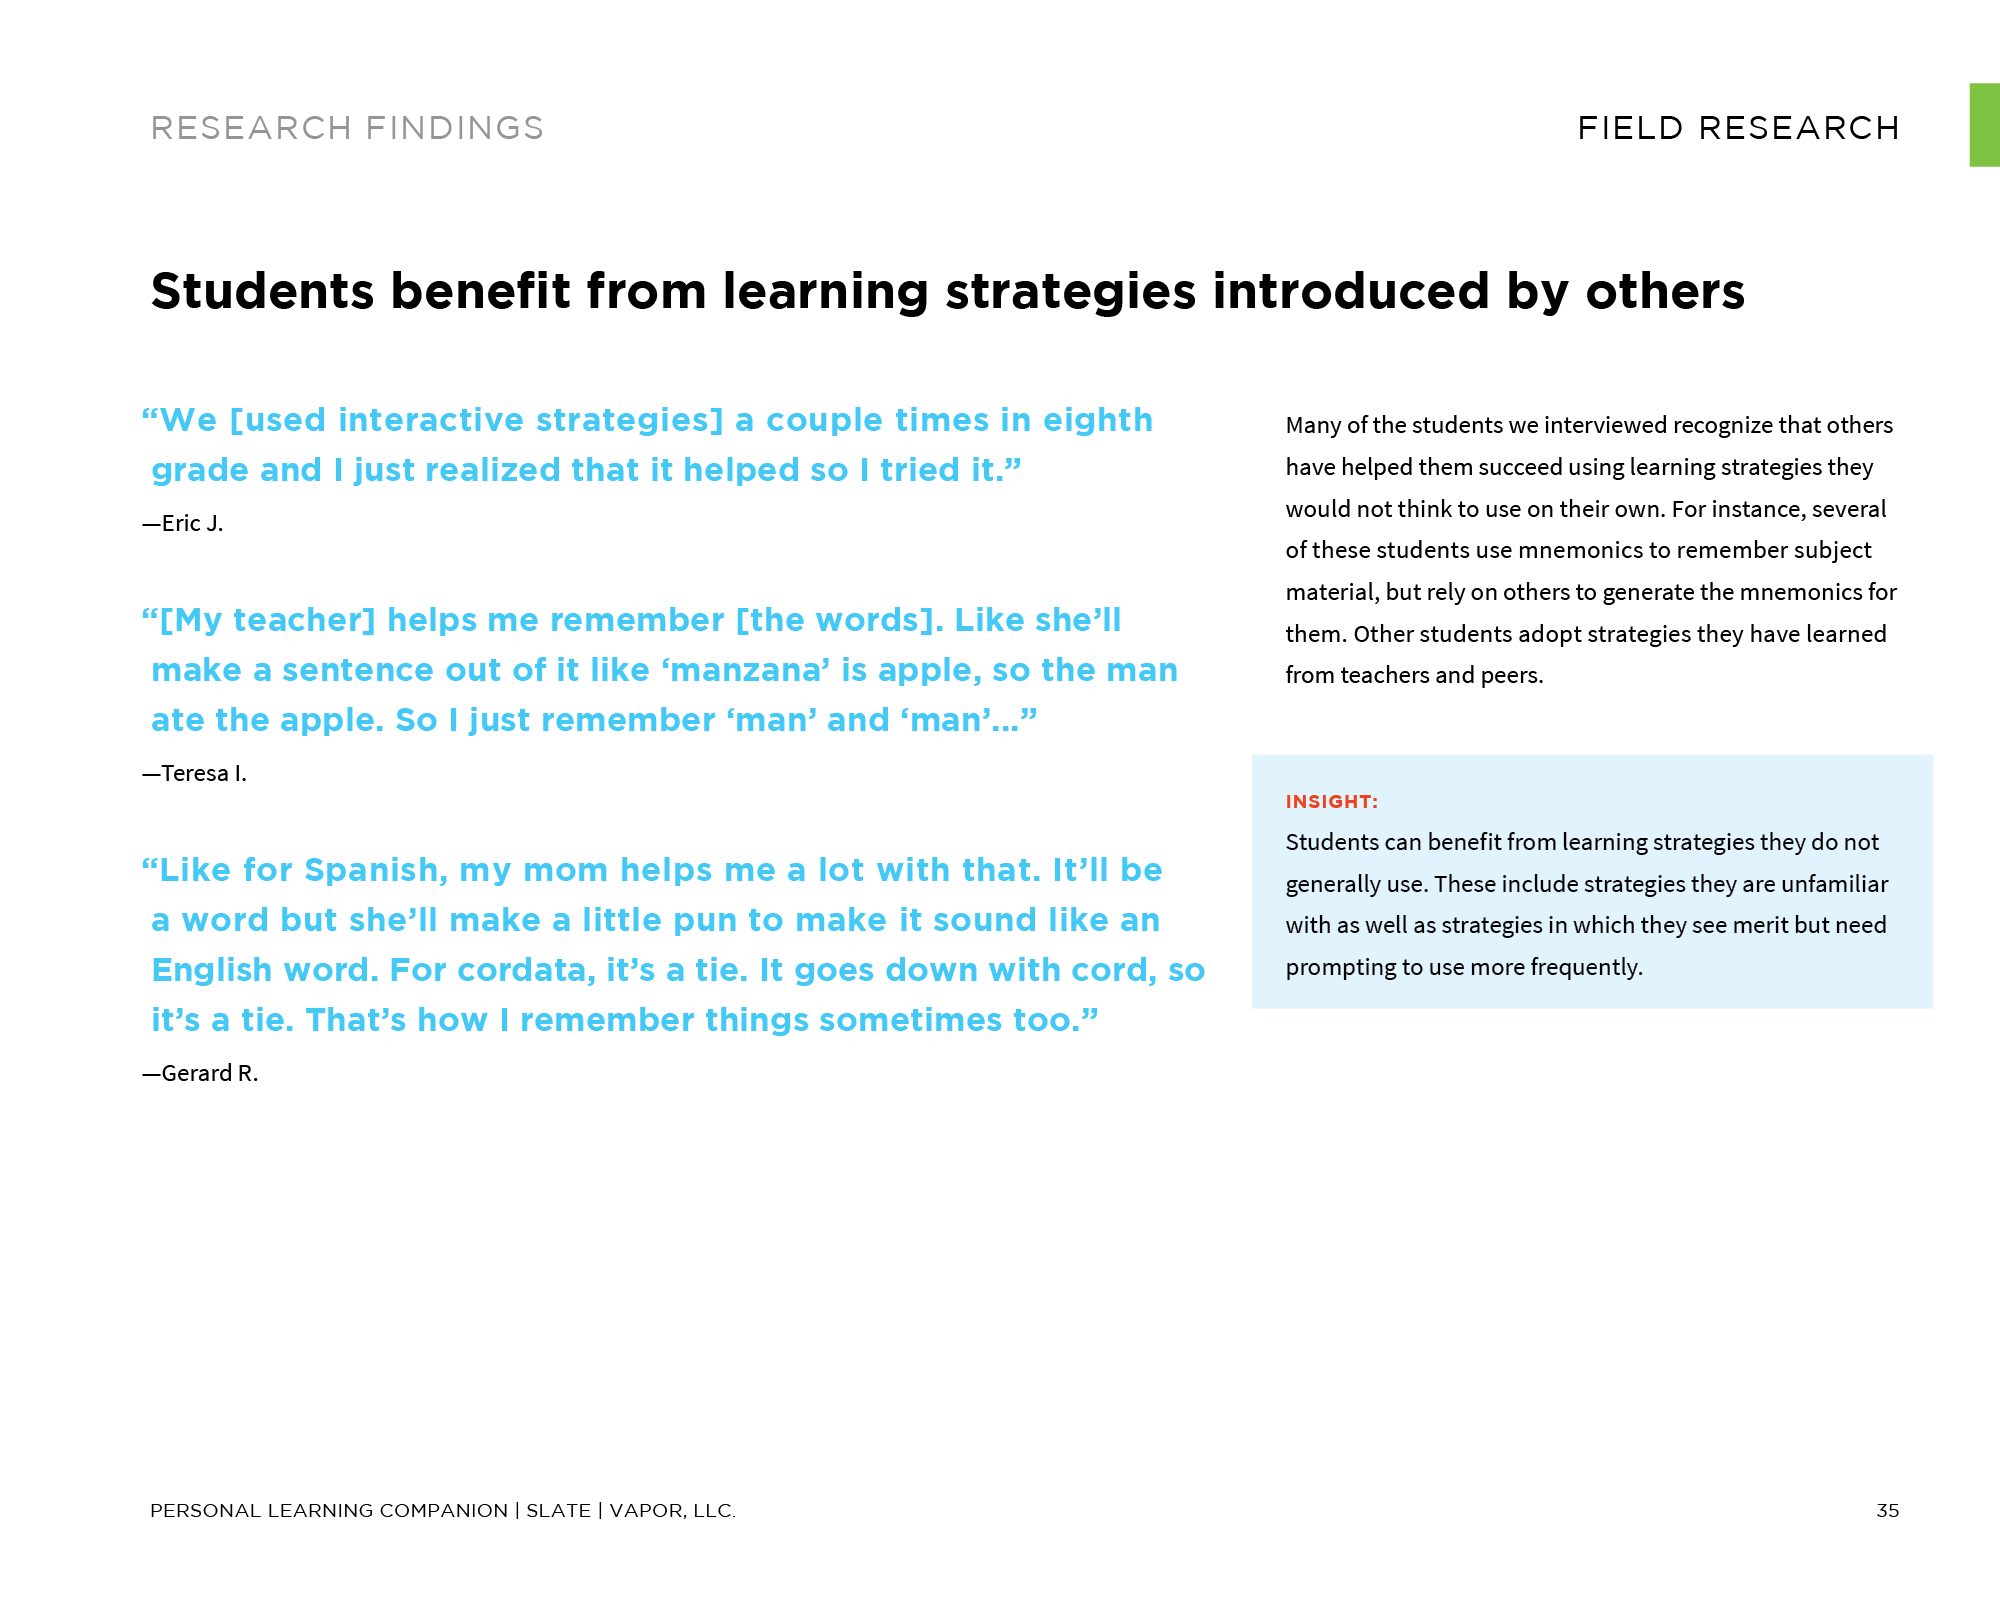 RESEARCH FINDINGS
FIELD RESEARCH
Students benefit from learning strategies introduced by others
“We [used interactive strategies] a couple times in eighth
grade and I just realized that it helped so I tried it.”
—Eric J.
“[My teacher] helps me remember [the words]. Like she’ll
make a sentence out of it like ‘manzana’ is apple, so the man
ate the apple. So I just remember ‘man’ and ‘man’...”
—Teresa I.
“Like for Spanish, my mom helps me a lot with that. It’ll be
a word but she’ll make a little pun to make it sound like an
English word. For cordata, it’s a tie. It goes down with cord, so
it’s a tie. That’s how I remember things sometimes too.”
—Gerard R.
Many of the students we interviewed recognize that others
have helped them succeed using learning strategies they
would not think to use on their own. For instance, several
of these students use mnemonics to remember subject
material, but rely on others to generate the mnemonics for
them. Other students adopt strategies they have learned
from teachers and peers.
INSIGHT:
Students can benefit from learning strategies they do not
generally use. These include strategies they are unfamiliar
with as well as strategies in which they see merit but need
prompting to use more frequently.
PERSONAL LEARNING COMPANION | SLATE | VAPOR, LLC.
35